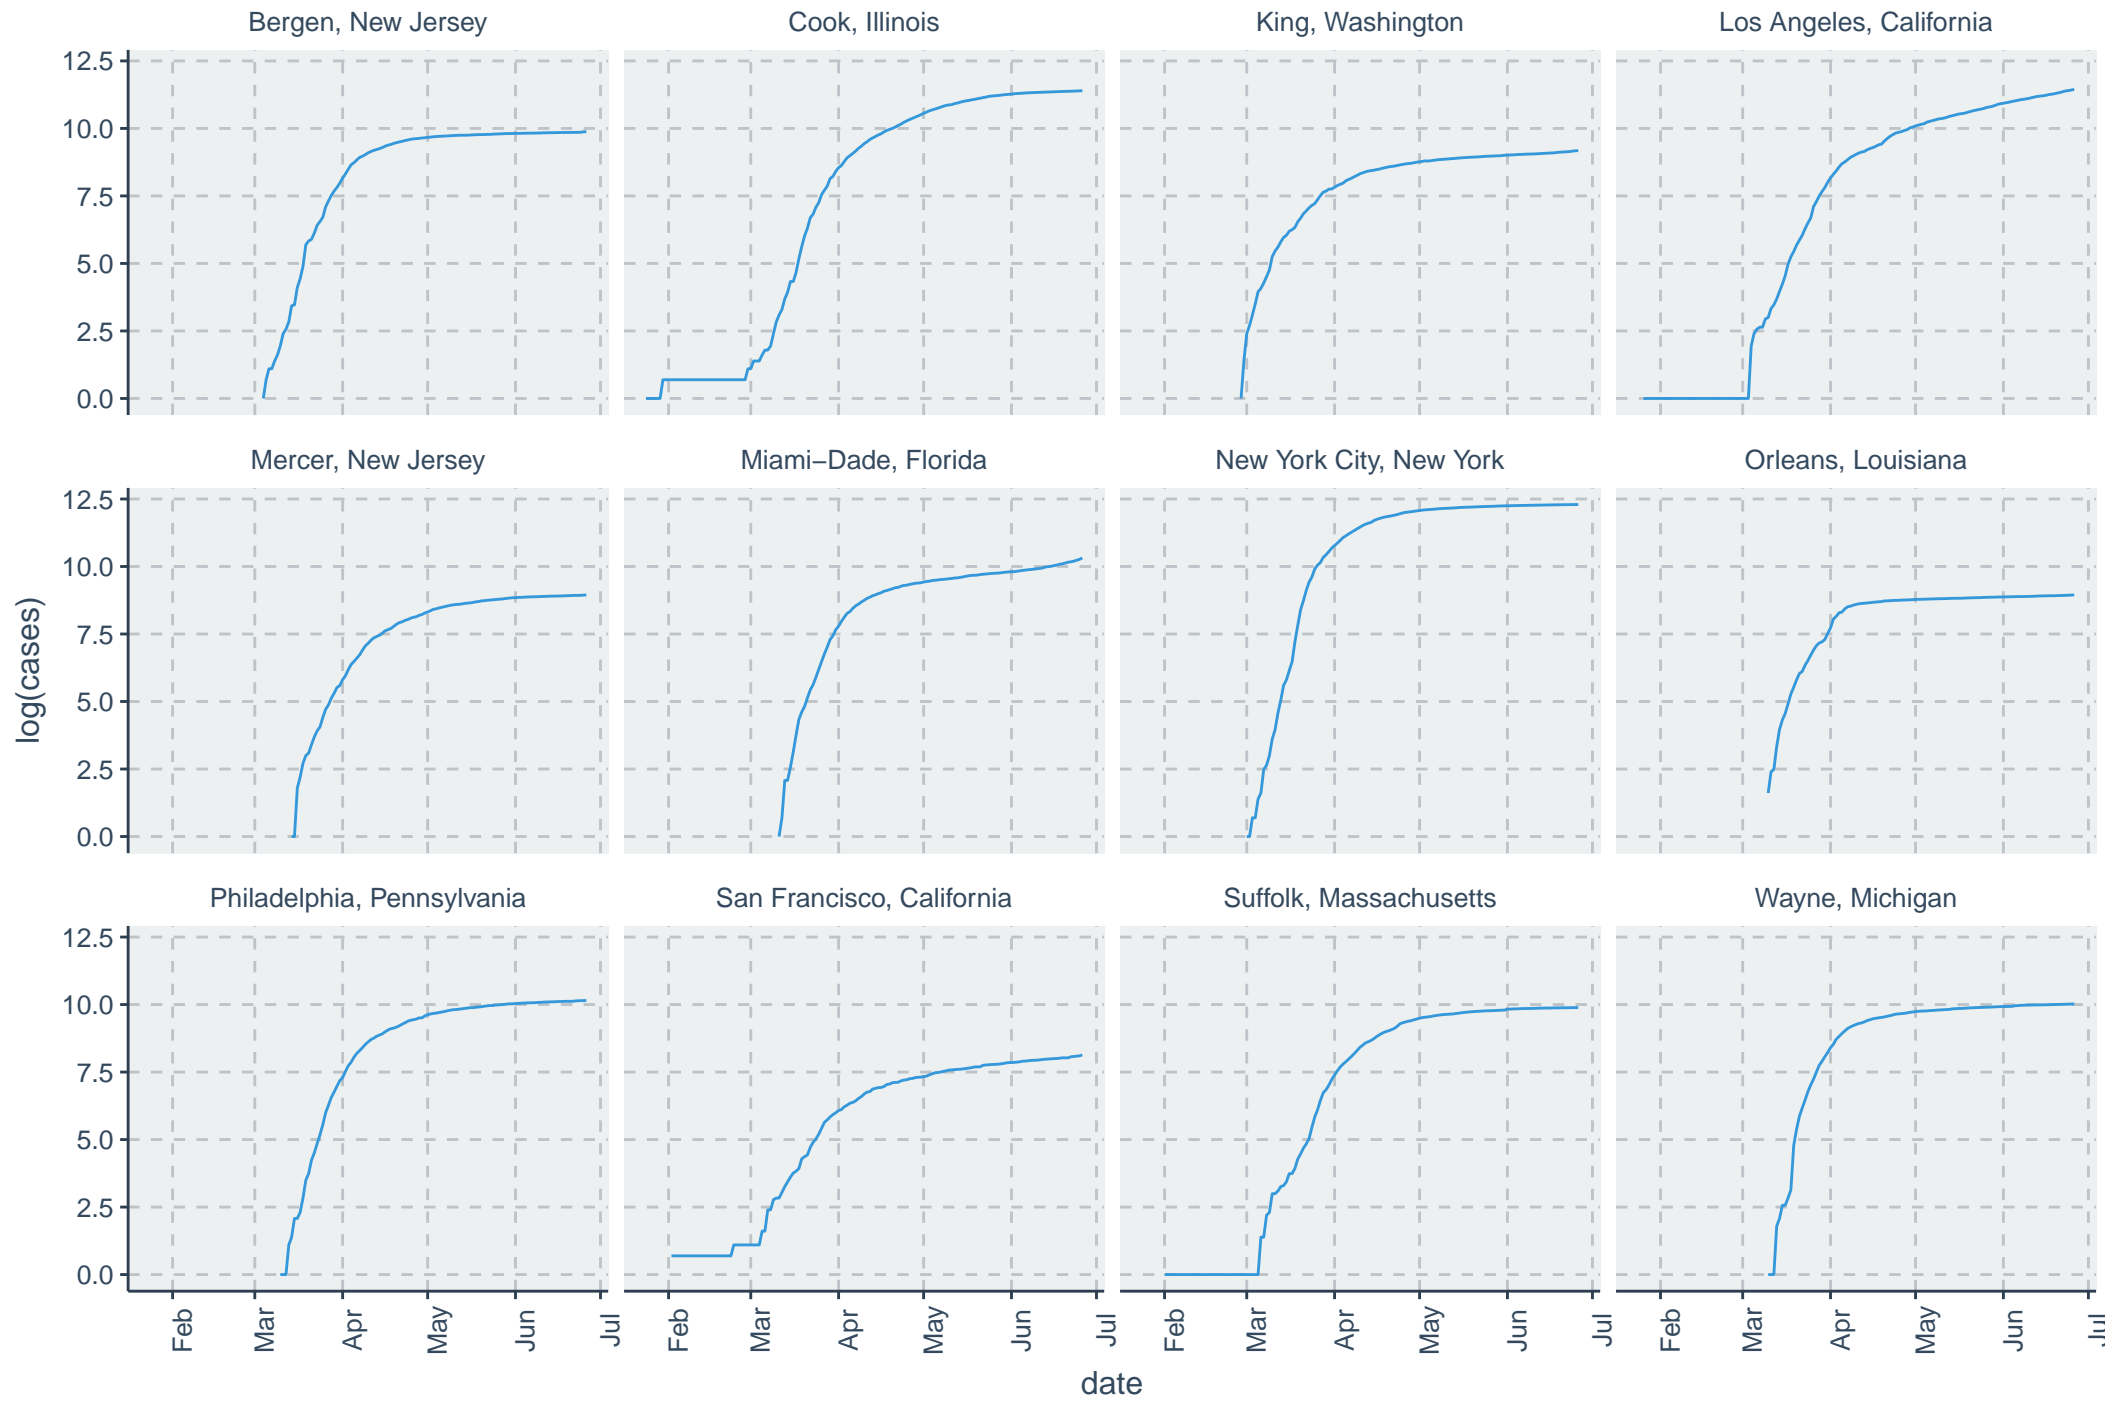 Bergen, New Jersey
Cook, Illinois
King, Washington
Los Angeles, California
12.5
10.0
7.5
5.0
2.5
0.0
Mercer, New Jersey
Miami−Dade, Florida
New York City, New York
Orleans, Louisiana
12.5
10.0
7.5
5.0
2.5
0.0
log(cases)
Philadelphia, Pennsylvania
San Francisco, California
Suffolk, Massachusetts
Wayne, Michigan
12.5
10.0
7.5
5.0
2.5
0.0
Feb Mar Apr May Jun Jul
Feb Mar Apr May Jun Jul
Feb Mar Apr May Jun Jul
Feb Mar Apr May Jun Jul
date